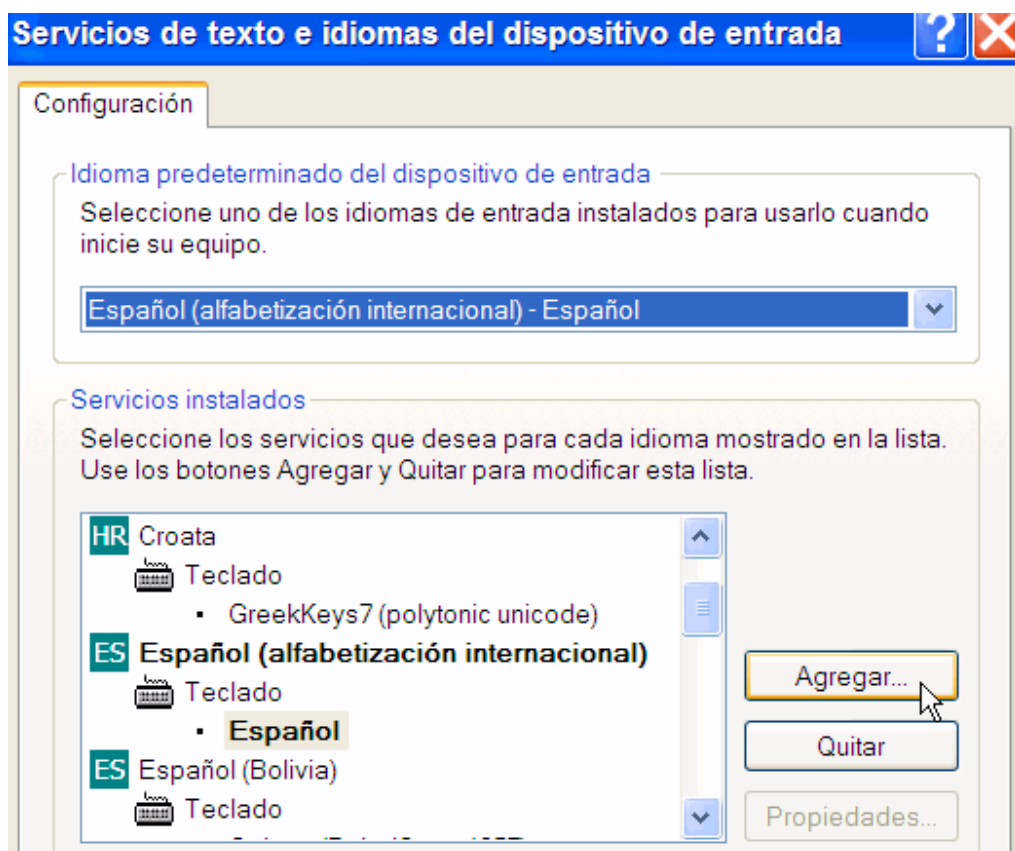 Servicios de texto e idiomas del dispositivo de entrada
Configuración
Idioma predeterminado del dispositivo de entrada
Seleccione uno de los idiomas de entrada instalados para usarlo cuando
inicie su equipo.
Español (alfabetización internacional) - Español
Servicios instalados
Seleccione los servicios que desea para cada idioma mostrado en la lista.
Use los botones Agregar y Quitar para modificar esta lista.
HR Croata
Teclado
GreekKeys7 (polytonic unicode)
ES Español (alfabetización internacional)
Teclado
Español
ES Español (Bolivia)
Teclado
Agregar...
Quitar
Propiedades...